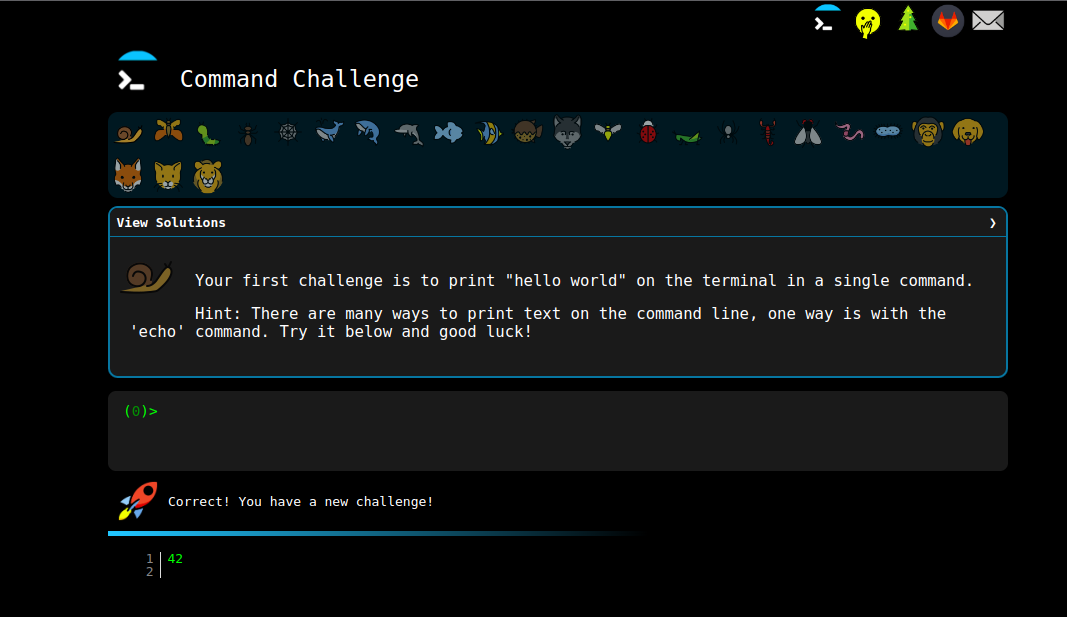 Command Challenge
View Solutions ❯
Your first challenge is to print "hello world" on the terminal in a single command.
Hint: There are many ways to print text on the command line, one way is with the
'echo' command. Try it below and good luck!
(0)>
Correct! You have a new challenge!
1 42
2